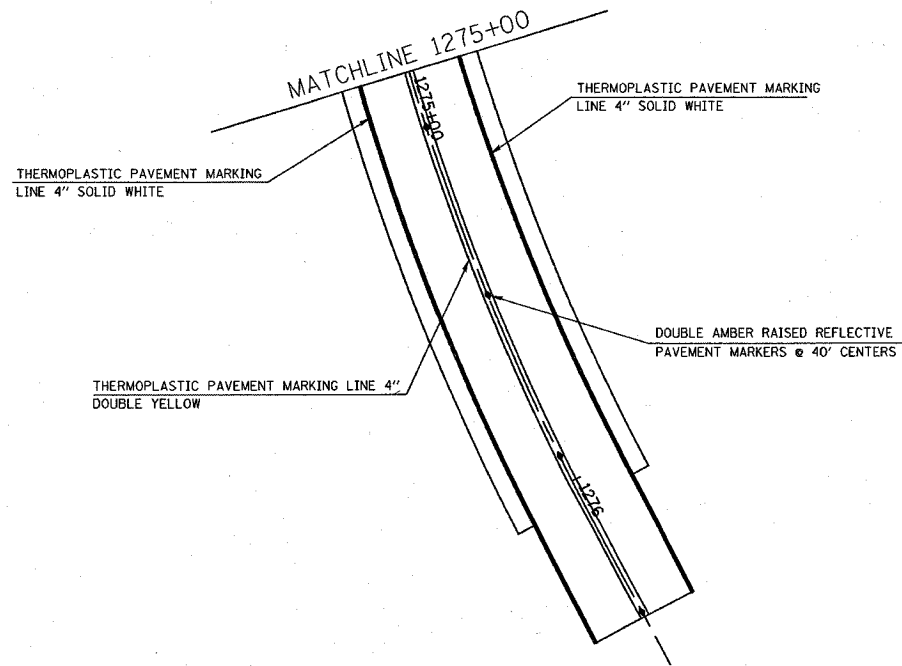 MATCHLINE 1275+00
1275+00
THERMOPLASTIC PAVEMENT MARKING
LINE 4" SOLID WHITE
THERMOPLASTIC PAVEMENT MARKING
LINE 4" SOLID WHITE
DOUBLE AMBER RAISED REFLECTIVE
PAVEMENT MARKERS @ 40' CENTERS
THERMOPLASTIC PAVEMENT MARKING LINE 4"
DOUBLE YELLOW
1276